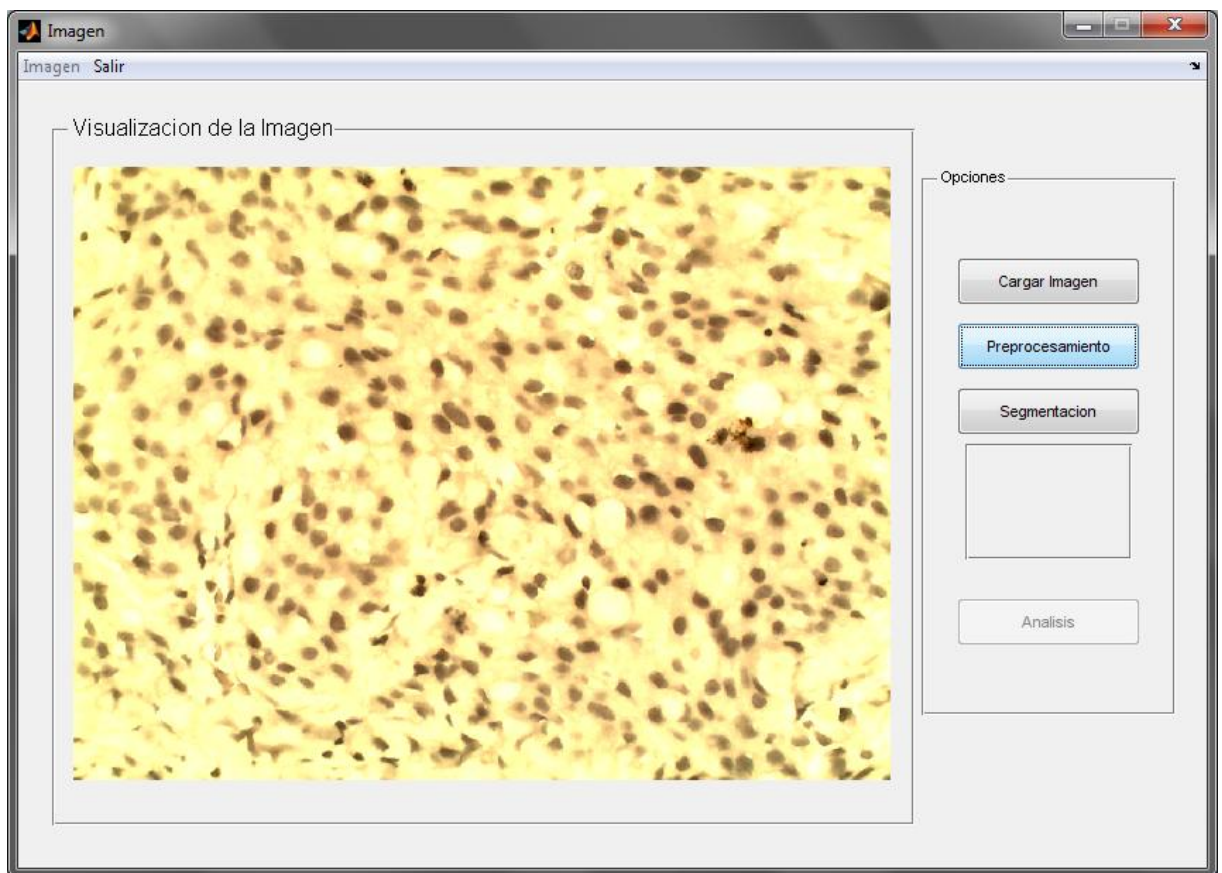 Imagen
Imagen Salir
Visualizacion de la Imagen
Opciones
Cargar Imagen
Preprocesamiento
Segmentacion
Analisis